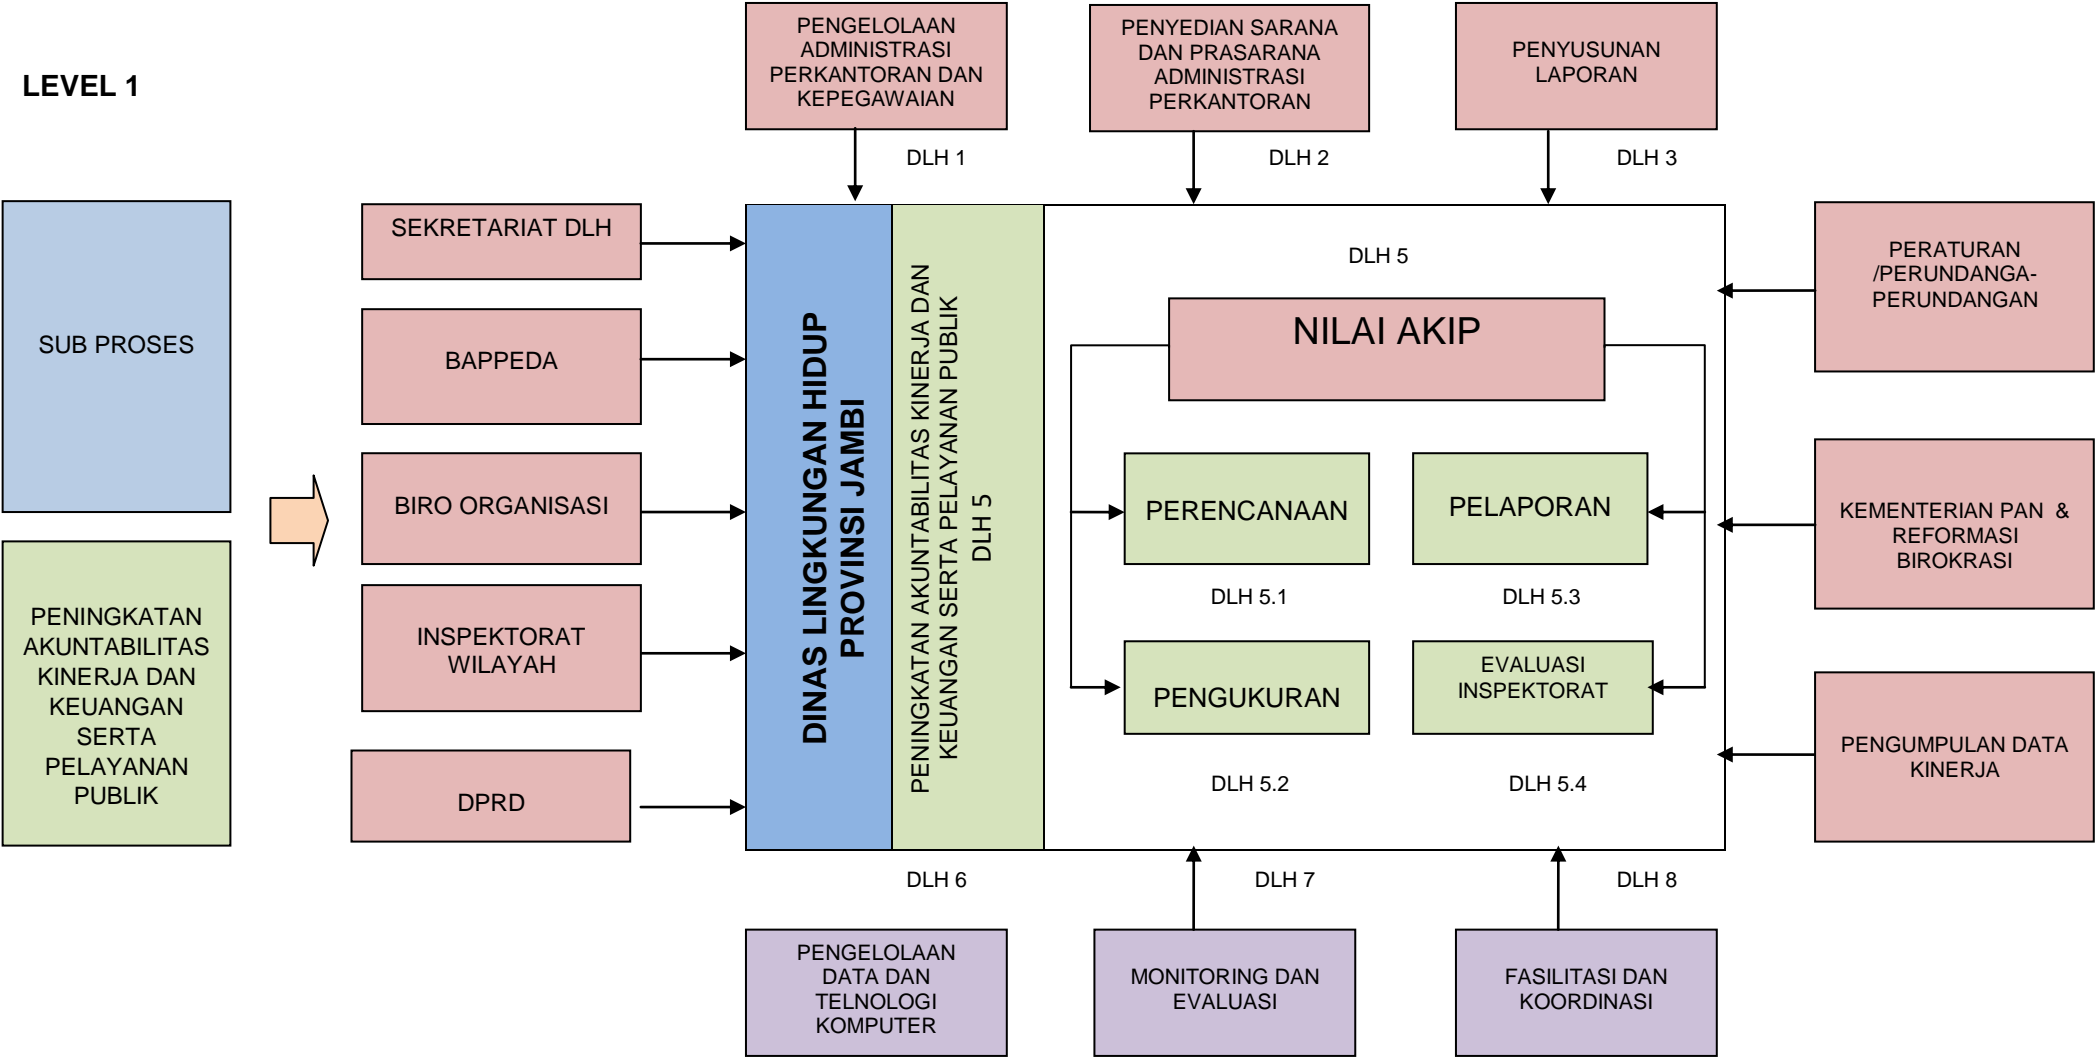 LEVEL 1
PENGELOLAAN
ADMINISTRASI
PERKANTORAN DAN
KEPEGAWAIAN
PENYEDIAN SARANA
DAN PRASARANA
ADMINISTRASI
PERKANTORAN
PENYUSUNAN
LAPORAN
DLH 1
DLH 2
DLH 3
SUB PROSES
PENINGKATAN
AKUNTABILITAS
KINERJA DAN
KEUANGAN
SERTA
PELAYANAN
PUBLIK
SEKRETARIAT DLH
BAPPEDA
BIRO ORGANISASI
INSPEKTORAT
WILAYAH
DPRD
DINAS LINGKUNGAN HIDUP
PROVINSI JAMBI
PENINGKATAN AKUNTABILITAS KINERJA DAN
KEUANGAN SERTA PELAYANAN PUBLIK
DLH 5
DLH 5
NILAI AKIP
PERENCANAAN
PELAPORAN
DLH 5.1
DLH 5.3
PENGUKURAN
EVALUASI
INSPEKTORAT
DLH 5.2
DLH 5.4
PERATURAN
/PERUNDANGA-
PERUNDANGAN
KEMENTERIAN PAN &
REFORMASI
BIROKRASI
PENGUMPULAN DATA
KINERJA
DLH 6
DLH 7
DLH 8
PENGELOLAAN
DATA DAN
TELNOLOGI
KOMPUTER
MONITORING DAN
EVALUASI
FASILITASI DAN
KOORDINASI